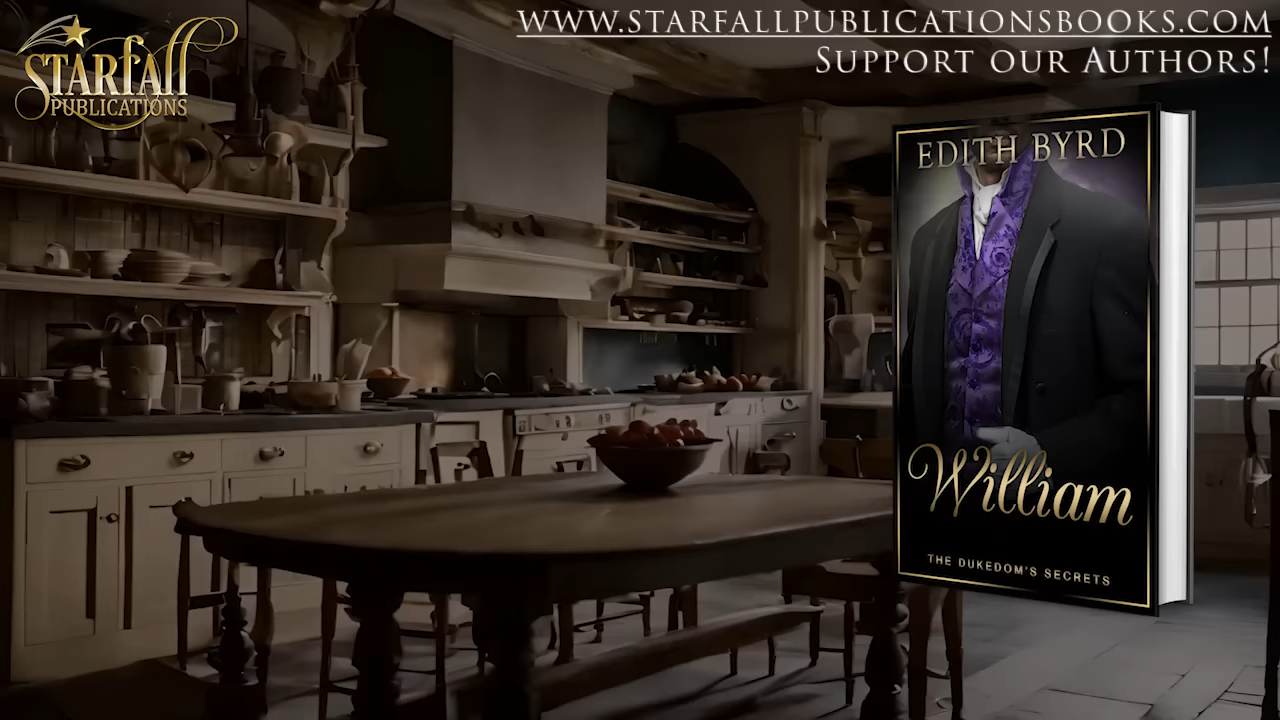 STARfall
PUBLICATIONS
WWW.STARFALLPUBLICATIONSBOOKS.COM
SUPPORT OUR AUTHORS!
EDITH BYRD
William
THE DUKEDOM'S SECRETS